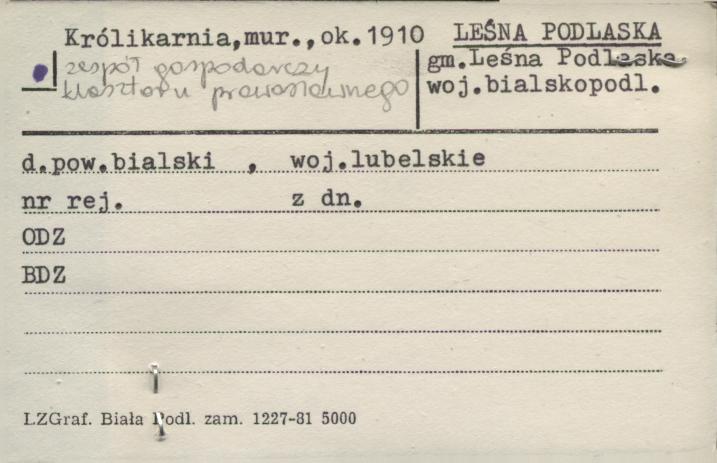 Królikarnia,mur.,ok.1910
zespół gospodarczy
klasztoru prawosławnego
LEŚNA PODLASKA
gm.Leśna Podlaska
woj.bialskopodl.
d.pow.bialski , woj.lubelskie
nr rej. z dn.
ODZ
BDZ
LZGraf. Biała Podl. zam. 1227-81 5000